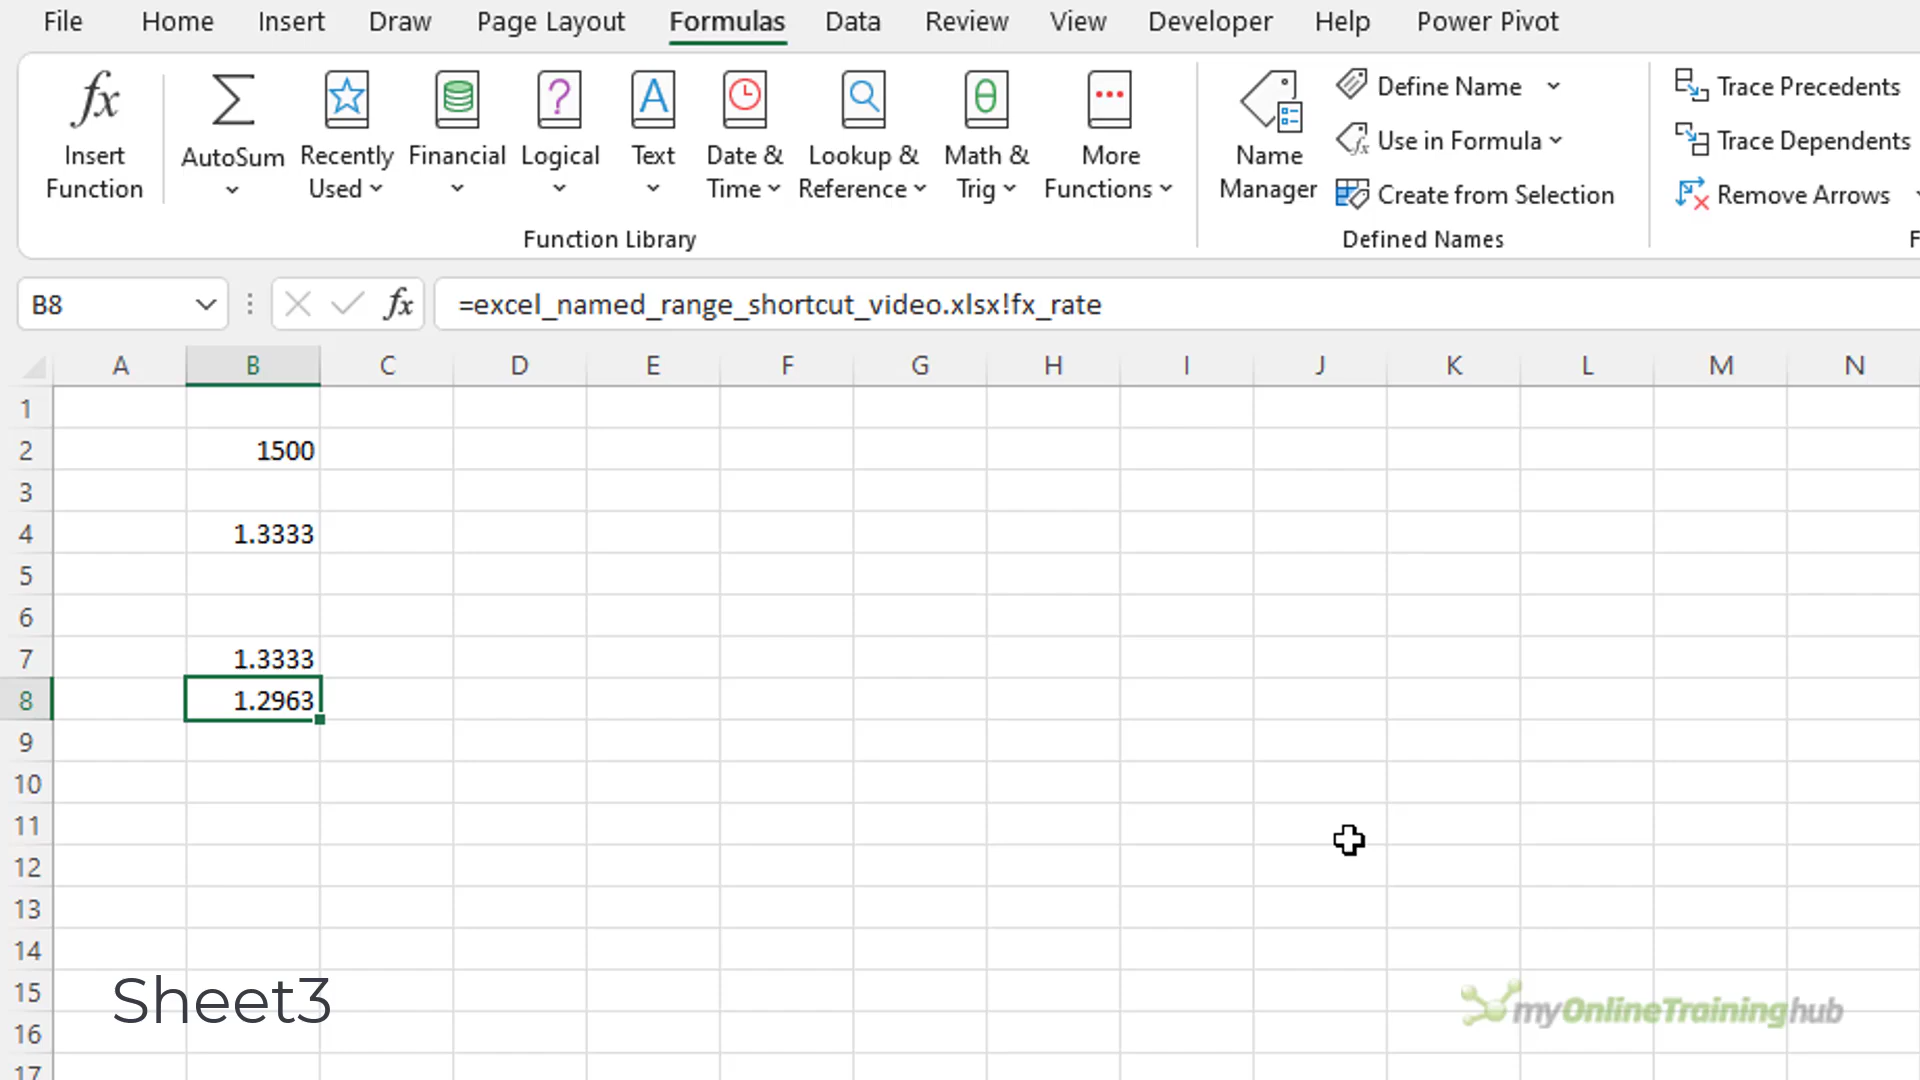 File Home Insert Draw Page Layout Formulas Data Review View Developer Help Power Pivot
fx
Insert
Function
AutoSum
Recently
Used
Financial
Logical
Text
Date &
Time
Lookup &
Reference
Math &
Trig
More
Functions
Function Library
Name
Manager
Define Name
Use in Formula
Create from Selection
Defined Names
Trace Precedents
Trace Dependents
Remove Arrows
F
B8
fx
=excel_named_range_shortcut_video.xlsx!fx_rate
A B C D E F G H I J K L M N
1
2 1500
3
4 1.3333
5
6
7 1.3333
8 1.2963
9
10
11
12
13
14
15
16
17
Sheet3
myOnlineTraininghub